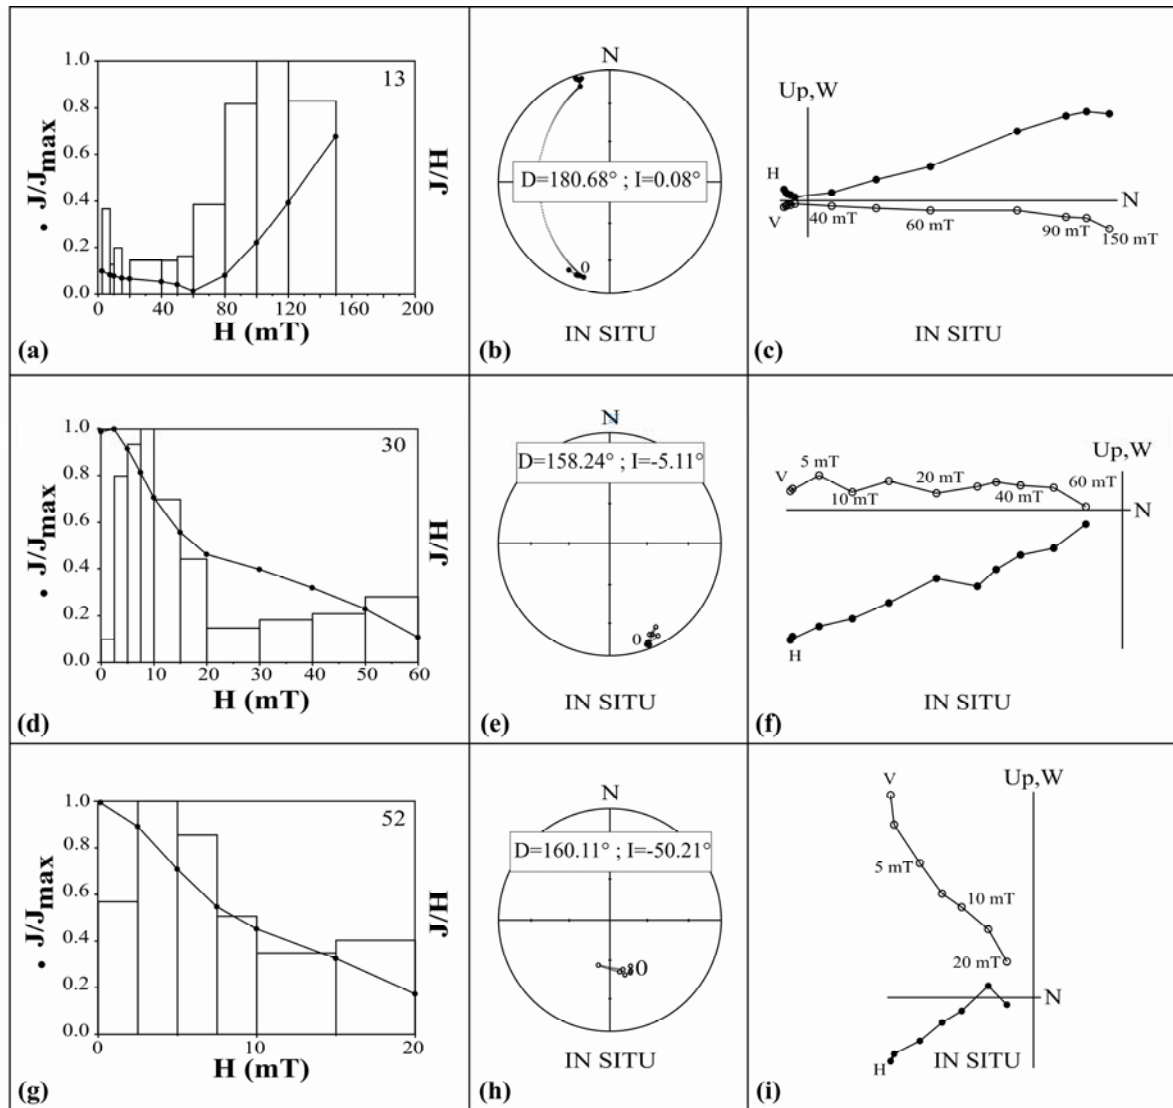 1.0
0.8
0.6
0.4
0.2
0.0
• J/Jmax
J/H
13
0 40 80 120 160 200
H (mT)
(a)
N
D=180.68° ; I=0.08°
0
IN SITU
(b)
Up,W
H
V
N
40 mT
60 mT
90 mT
150 mT
IN SITU
(c)
1.0
0.8
0.6
0.4
0.2
0.0
• J/Jmax
J/H
30
0 10 20 30 40 50 60
H (mT)
(d)
N
D=158.24° ; I=-5.11°
0
IN SITU
(e)
Up,W
V
5 mT
10 mT
20 mT
40 mT
60 mT
N
H
IN SITU
(f)
1.0
0.8
0.6
0.4
0.2
0.0
• J/Jmax
J/H
52
0 10 20
H (mT)
(g)
N
D=160.11° ; I=-50.21°
0
IN SITU
(h)
V
Up,W
5 mT
10 mT
20 mT
N
H
IN SITU
(i)